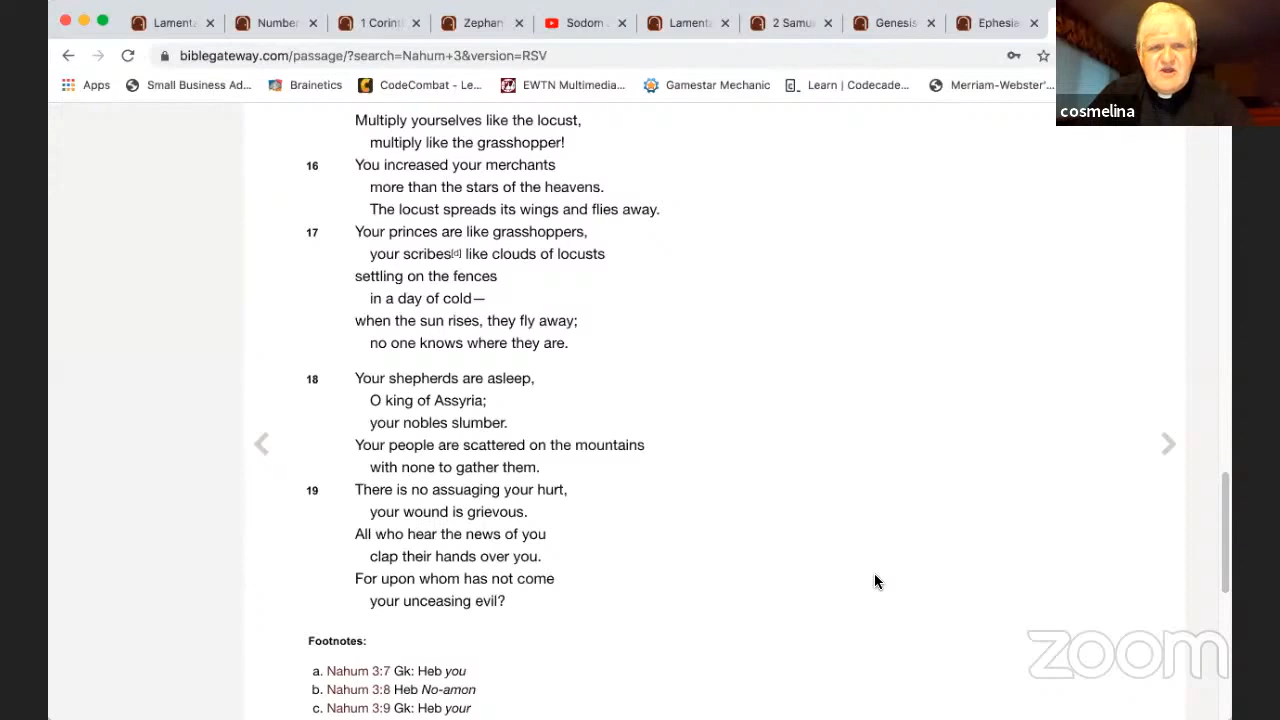 Lamenta
Number
1 Corint
Zephan
Sodom
Lament
2 Samu
Genesis
Ephesie
biblegateway.com/passage/?search=Nahum+3&version=RSV
Apps
Small Business Ad...
Brainetics
CodeCombat - Le...
EWTN Multimedia...
Gamestar Mechanic
Learn | Codecade...
Merriam-Webster'...
cosmelina
Multiply yourselves like the locust,
multiply like the grasshopper!
16 You increased your merchants
more than the stars of the heavens.
The locust spreads its wings and flies away.
17 Your princes are like grasshoppers,
your scribes[d] like clouds of locusts
settling on the fences
in a day of cold—
when the sun rises, they fly away;
no one knows where they are.
18 Your shepherds are asleep,
O king of Assyria;
your nobles slumber.
Your people are scattered on the mountains
with none to gather them.
19 There is no assuaging your hurt,
your wound is grievous.
All who hear the news of you
clap their hands over you.
For upon whom has not come
your unceasing evil?
Footnotes:
a. Nahum 3:7 Gk: Heb you
b. Nahum 3:8 Heb No-amon
c. Nahum 3:9 Gk: Heb your
zoom